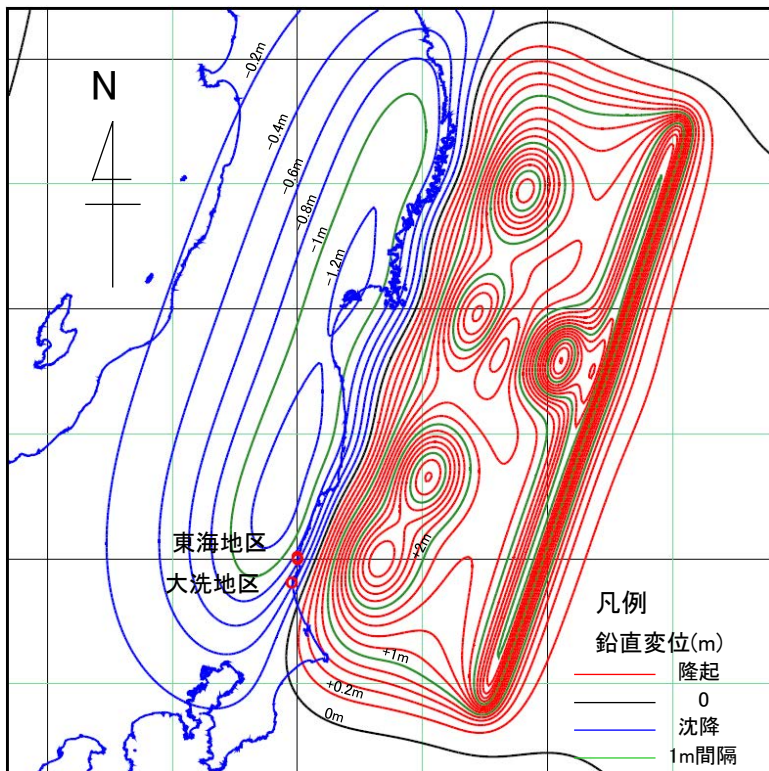 -0.2m
N
-0.4m
-0.6m
-0.8m
-1m
-1.2m
東海地区
大洗地区
+2m
+1m
+0.2m
0m
凡例
鉛直変位(m)
隆起
0
沈降
1m間隔